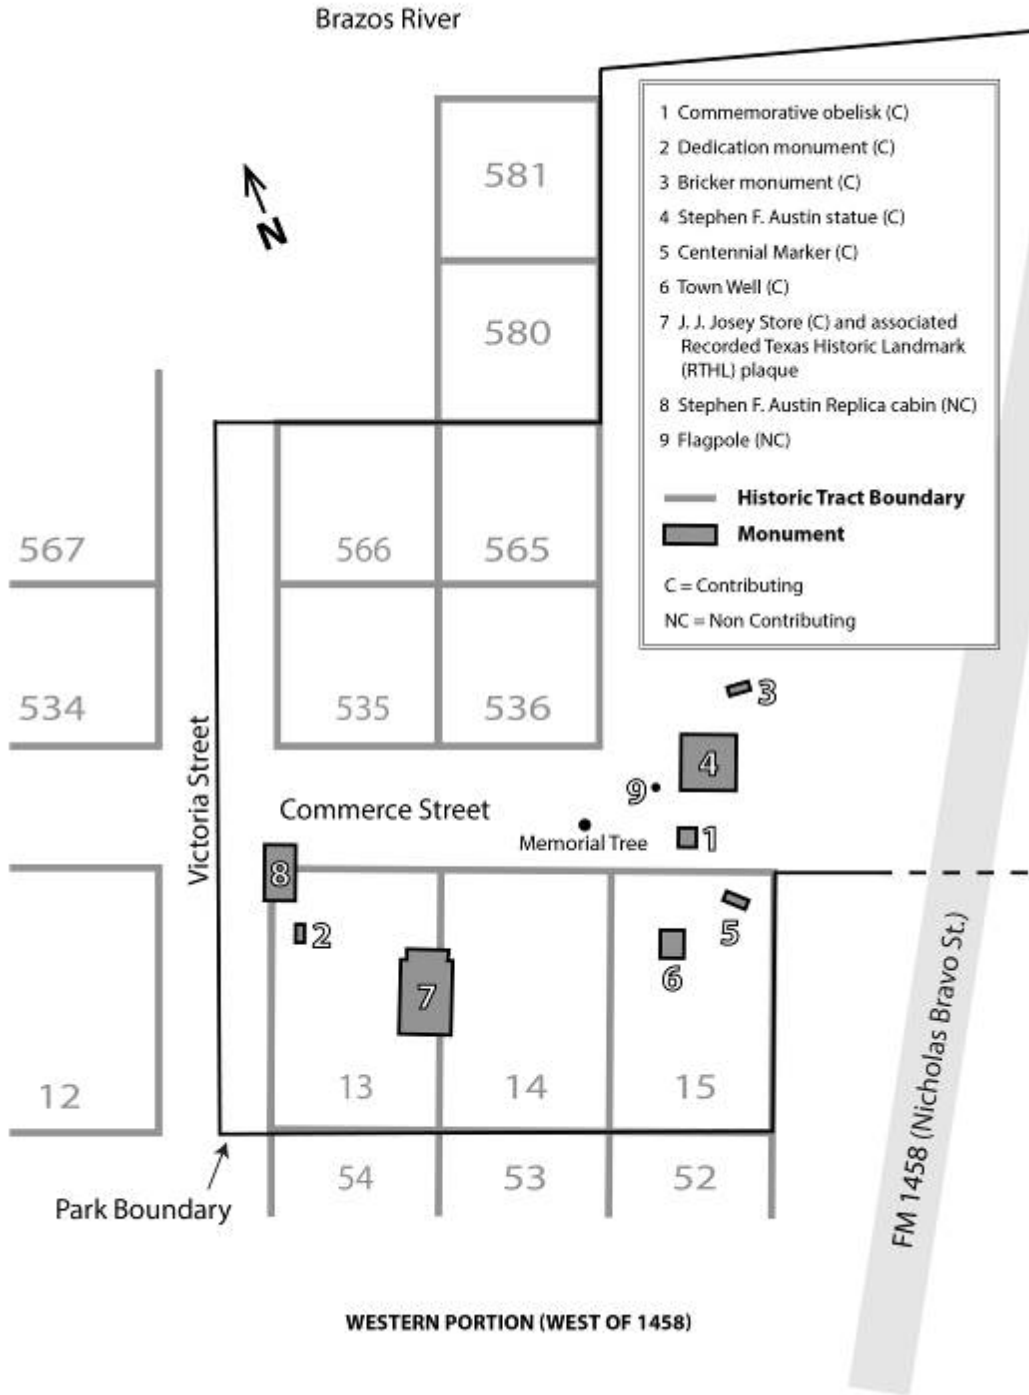 Brazos River
N
581
580
1 Commemorative obelisk (C)
2 Dedication monument (C)
3 Bricker monument (C)
4 Stephen F. Austin statue (C)
5 Centennial Marker (C)
6 Town Well (C)
7 J. J. Josey Store (C) and associated
Recorded Texas Historic Landmark
(RTHL) plaque
8 Stephen F. Austin Replica cabin (NC)
9 Flagpole (NC)
Historic Tract Boundary
Monument
C = Contributing
NC = Non Contributing
567
566
565
534
535
536
3
4
9
Victoria Street
Commerce Street
Memorial Tree
1
8
2
7
5
6
12
13
14
15
54
53
52
Park Boundary
FM 1458 (Nicholas Bravo St.)
WESTERN PORTION (WEST OF 1458)